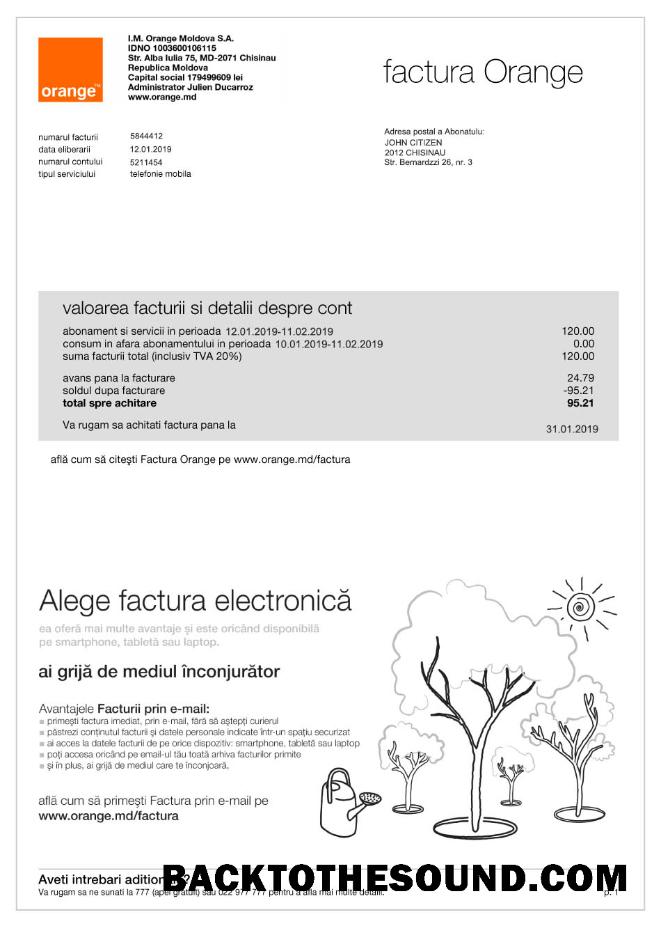 I.M. Orange Moldova S.A.
IDNO 1003600106115
Str. Alba Iulia 75, MD-2071 Chisinau
Republica Moldova
Capital social 179499609 lei
Administrator Julien Ducarroz
www.orange.md
orange™
factura Orange
numarul facturii 5844412
data eliberarii 12.01.2019
numarul contului 5211454
tipul serviciului telefonie mobila
Adresa postal a Abonatulu:
JOHN CITIZEN
2012 CHISINAU
Str. Bernardzzi 26, nr. 3
valoarea facturii si detalii despre cont
abonament si servicii in perioada 12.01.2019-11.02.2019 120.00
consum in afara abonamentului in perioada 10.01.2019-11.02.2019 0.00
suma facturii total (inclusiv TVA 20%) 120.00
avans pana la facturare 24.79
soldul dupa facturare -95.21
total spre achitare 95.21
Va rugam sa achitati factura pana la 31.01.2019
află cum să citeşti Factura Orange pe www.orange.md/factura
Alege factura electronică
ea oferă mai multe avantaje şi este oricând disponibilă
pe smartphone, tabletă sau laptop.
ai grijă de mediul înconjurător
Avantajele Facturii prin e-mail:
primeşti factura imediat, prin e-mail, fără să aştepţi curierul
păstrezi conţinutul facturii şi datele personale indicate într-un spaţiu securizat
ai acces la datele facturii de pe orice dispozitiv: smartphone, tabletă sau laptop
poţi accesa oricând pe email-ul tău toată arhiva facturilor primite
şi în plus, ai grijă de mediul care te înconjoară.
află cum să primeşti Factura prin e-mail pe
www.orange.md/factura
Aveti intrebari
BACKTOTHESOUND.COM
Va rugam sa ne sunati la 777 (apel gratuit) sau 022 977 777 pentru a afla mai multe detalii. p. 1